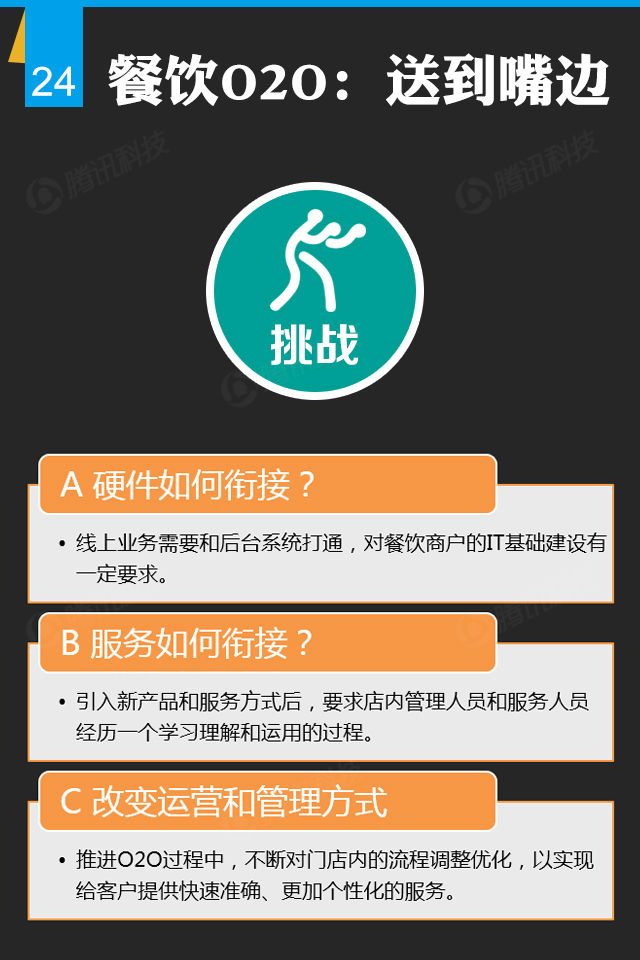 24
餐饮O2O：送到嘴边
腾讯科技
腾讯科技
挑战
A 硬件如何衔接？
• 线上业务需要和后台系统打通，对餐饮商户的IT基础建设有
一定要求。
B 服务如何衔接？
• 引入新产品和服务方式后，要求店内管理人员和服务人员
经历一个学习理解和运用的过程。
C 改变运营和管理方式
• 推进O2O过程中，不断对门店内的流程调整优化，以实现
给客户提供快速准确、更加个性化的服务。